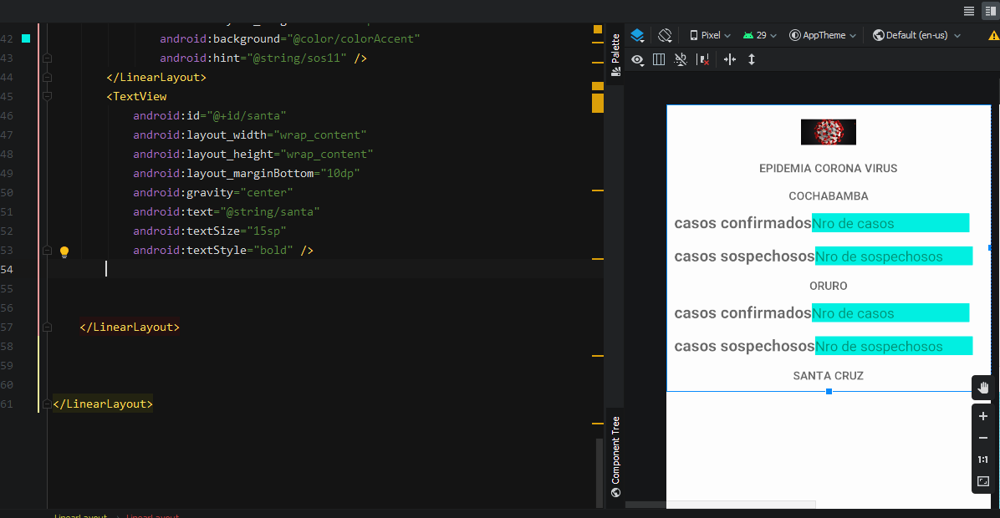 42 android:background="@color/colorAccent"
43 android:hint="@string/sos11" />
44 </LinearLayout>
45 <TextView
46 android:id="@+id/santa"
47 android:layout_width="wrap_content"
48 android:layout_height="wrap_content"
49 android:layout_marginBottom="10dp"
50 android:gravity="center"
51 android:text="@string/santa"
52 android:textSize="15sp"
53 android:textStyle="bold" />
54
55
56
57 </LinearLayout>
58
59
60
61 </LinearLayout>
Palette
Component Tree
Pixel 29 AppTheme Default (en-us)
EPIDEMIA CORONA VIRUS
COCHABAMBA
casos confirmados Nro de casos
casos sospechosos Nro de sospechosos
ORURO
casos confirmados Nro de casos
casos sospechosos Nro de sospechosos
SANTA CRUZ
1:1
LinearLayout LinearLayout